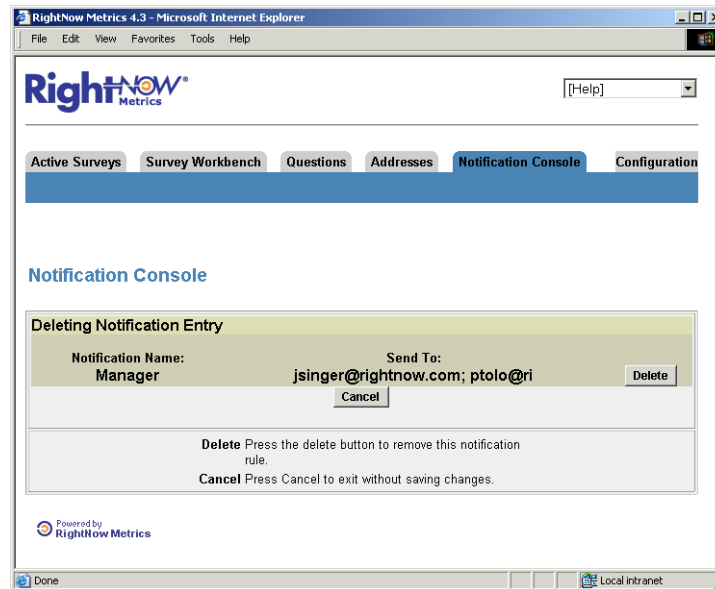 RightNow Metrics 4.3 - Microsoft Internet Explorer
File Edit View Favorites Tools Help
RightNOW®
Metrics
[Help]
Active Surveys Survey Workbench Questions Addresses Notification Console Configuration
Notification Console
Deleting Notification Entry
Notification Name: Send To:
Manager jsinger@rightnow.com; ptolo@ri Delete
Cancel
Delete Press the delete button to remove this notification
rule.
Cancel Press Cancel to exit without saving changes.
Powered by
RightNow Metrics
Done Local intranet